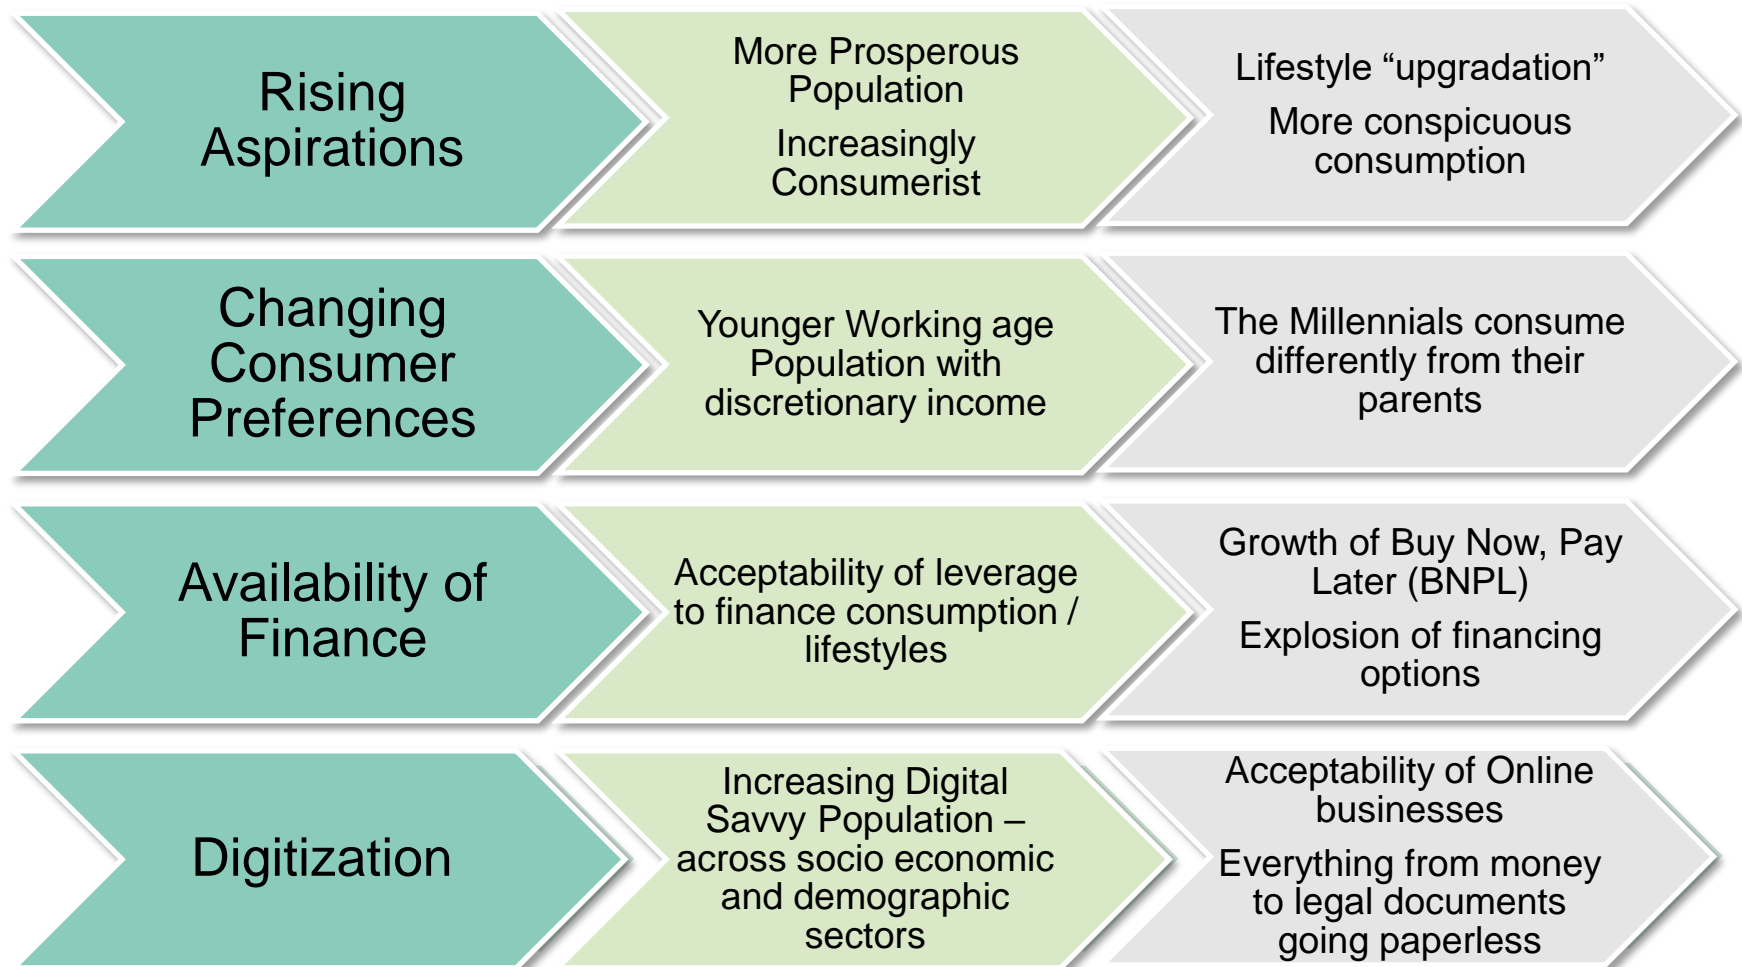 Rising
Aspirations
More Prosperous
Population
Increasingly
Consumerist
Lifestyle “upgradation”
More conspicuous
consumption
Changing
Consumer
Preferences
Younger Working age
Population with
discretionary income
The Millennials consume
differently from their
parents
Availability of
Finance
Acceptability of leverage
to finance consumption /
lifestyles
Growth of Buy Now, Pay
Later (BNPL)
Explosion of financing
options
Digitization
Increasing Digital
Savvy Population –
across socio economic
and demographic
sectors
Acceptability of Online
businesses
Everything from money
to legal documents
going paperless